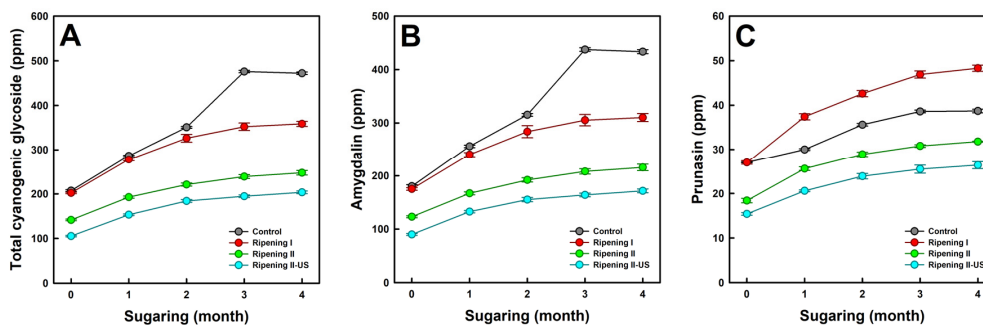 A
Total cyanogenic glycoside (ppm)
600
500
400
300
200
100
0
0 1 2 3 4
Sugaring (month)
Control
Ripening I
Ripening II
Ripening II-US
B
Amygdalin (ppm)
500
400
300
200
100
0
0 1 2 3 4
Sugaring (month)
Control
Ripening I
Ripening II
Ripening II-US
C
Prunasin (ppm)
60
50
40
30
20
10
0
0 1 2 3 4
Sugaring (month)
Control
Ripening I
Ripening II
Ripening II-US